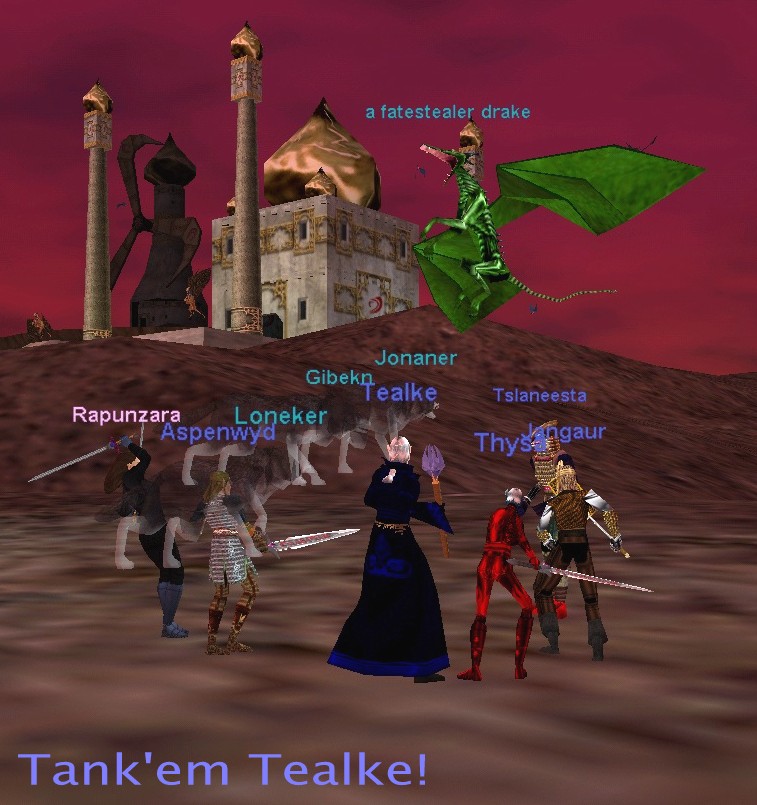 a fatestealer drake
Jonaner
Gibekn
Tealke
Tslaneesta
Rapunzara
Loneker
Aspenwyd
Jangaur
Thysa
Tank'em Tealke!